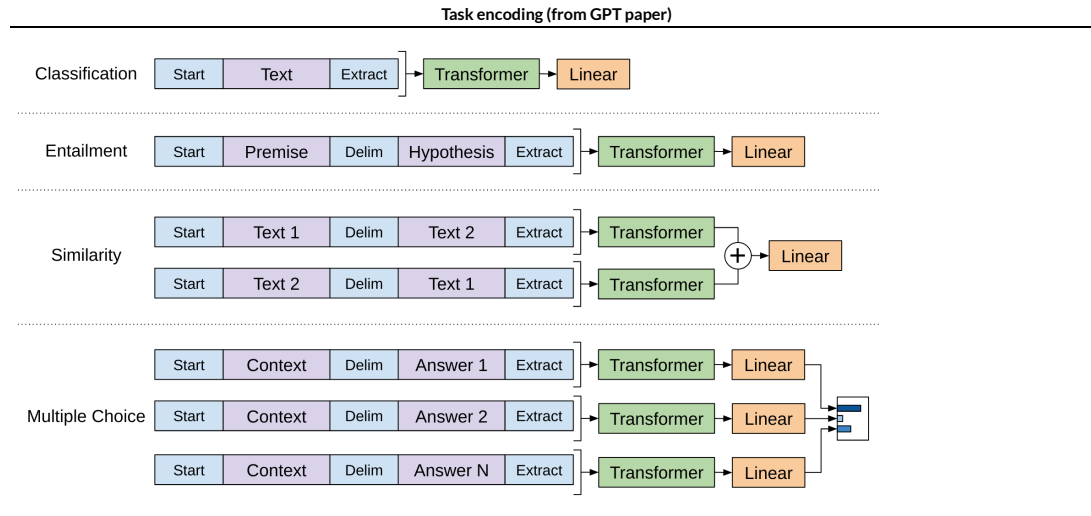 Task encoding (from GPT paper)
Classification Start Text Extract Transformer Linear
Entailment Start Premise Delim Hypothesis Extract Transformer Linear
Similarity
Start Text 1 Delim Text 2 Extract Transformer
+ Linear
Start Text 2 Delim Text 1 Extract Transformer
Start Context Delim Answer 1 Extract Transformer Linear
Multiple Choice Start Context Delim Answer 2 Extract Transformer Linear
Start Context Delim Answer N Extract Transformer Linear